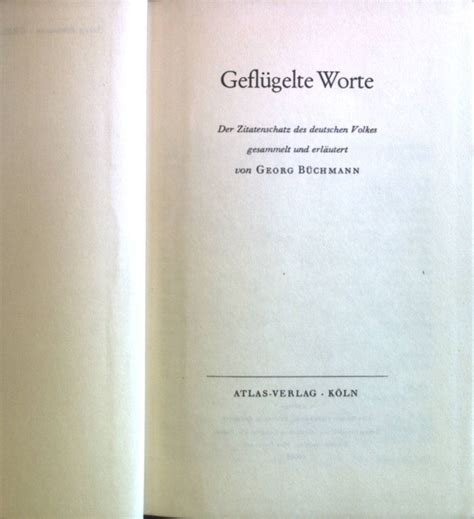 Geflügelte Worte
Der Zitatenschatz des deutschen Volkes
gesammelt und erläutert
von GEORG BÜCHMANN
ATLAS-VERLAG · KÖLN